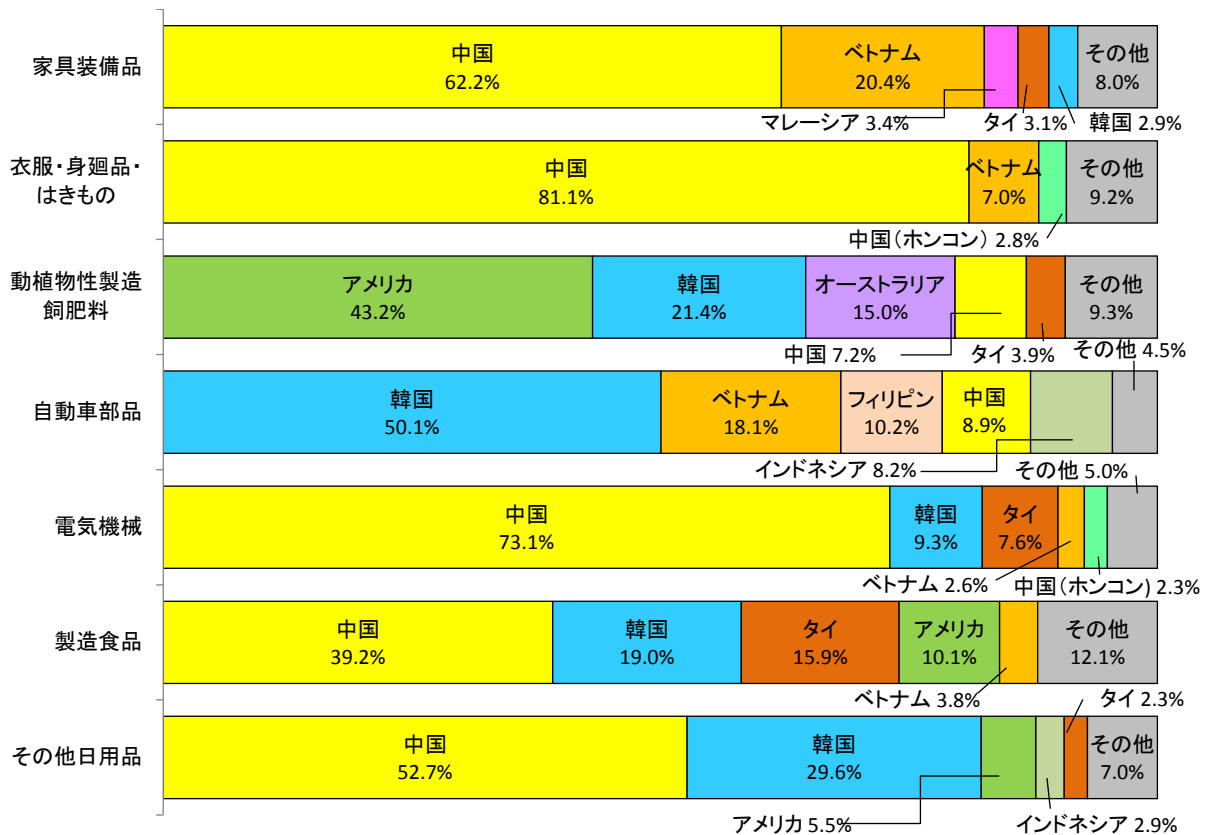 家具装備品
中国
62.2%
ベトナム
20.4%
その他
8.0%
マレーシア 3.4%
タイ 3.1%
韓国 2.9%
衣服・身廻品・
はきもの
中国
81.1%
ベトナム
7.0%
その他
9.2%
中国(ホンコン) 2.8%
動植物性製造
飼肥料
アメリカ
43.2%
韓国
21.4%
オーストラリア
15.0%
その他
9.3%
中国 7.2%
タイ 3.9%
その他 4.5%
自動車部品
韓国
50.1%
ベトナム
18.1%
フィリピン
10.2%
中国
8.9%
インドネシア 8.2%
その他 5.0%
電気機械
中国
73.1%
韓国
9.3%
タイ
7.6%
ベトナム 2.6%
中国(ホンコン) 2.3%
製造食品
中国
39.2%
韓国
19.0%
タイ
15.9%
アメリカ
10.1%
その他
12.1%
ベトナム 3.8%
タイ 2.3%
その他日用品
中国
52.7%
韓国
29.6%
その他
7.0%
アメリカ 5.5%
インドネシア 2.9%